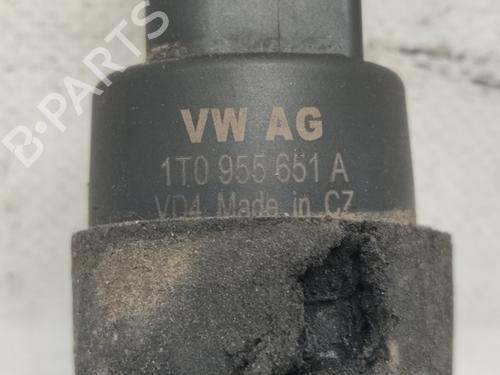 B-PARTS
VW AG
1T0 955 651 A
VD4 Made in CZ